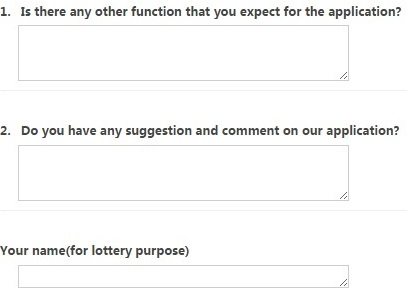 1. Is there any other function that you expect for the application?
2. Do you have any suggestion and comment on our application?
Your name(for lottery purpose)